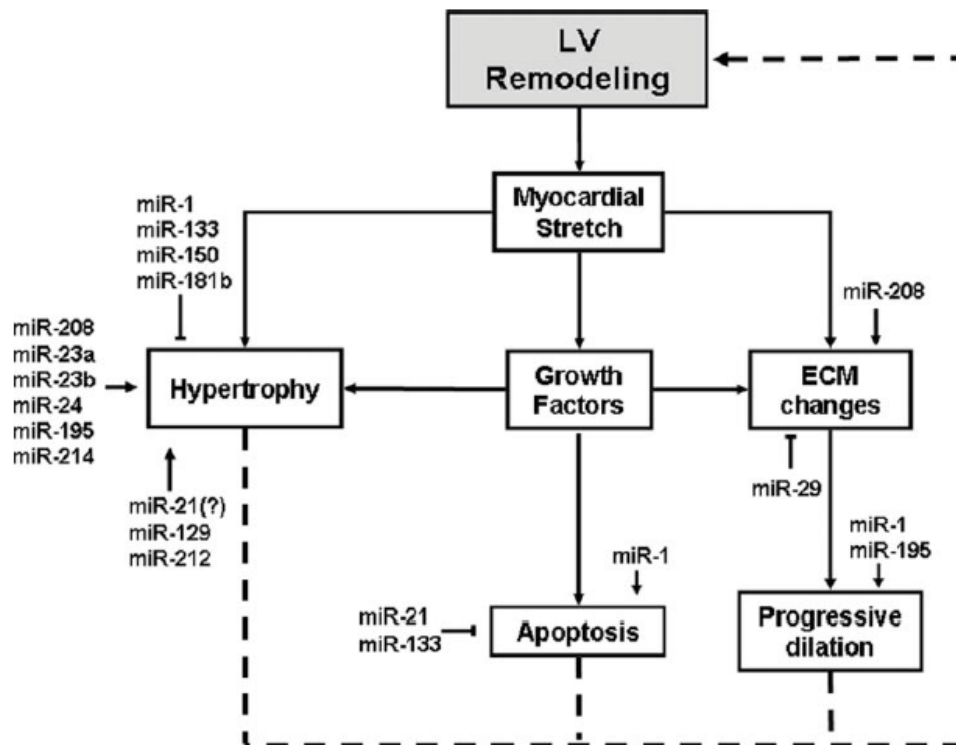 LV
Remodeling
Myocardial
Stretch
miR-1
miR-133
miR-150
miR-181b
miR-208
miR-208
miR-23a
miR-23b
miR-24
miR-195
miR-214
Hypertrophy
Growth
Factors
ECM
changes
miR-21(?)
miR-129
miR-212
miR-29
miR-1
miR-195
miR-1
miR-21
miR-133
Apoptosis
Progressive
dilation